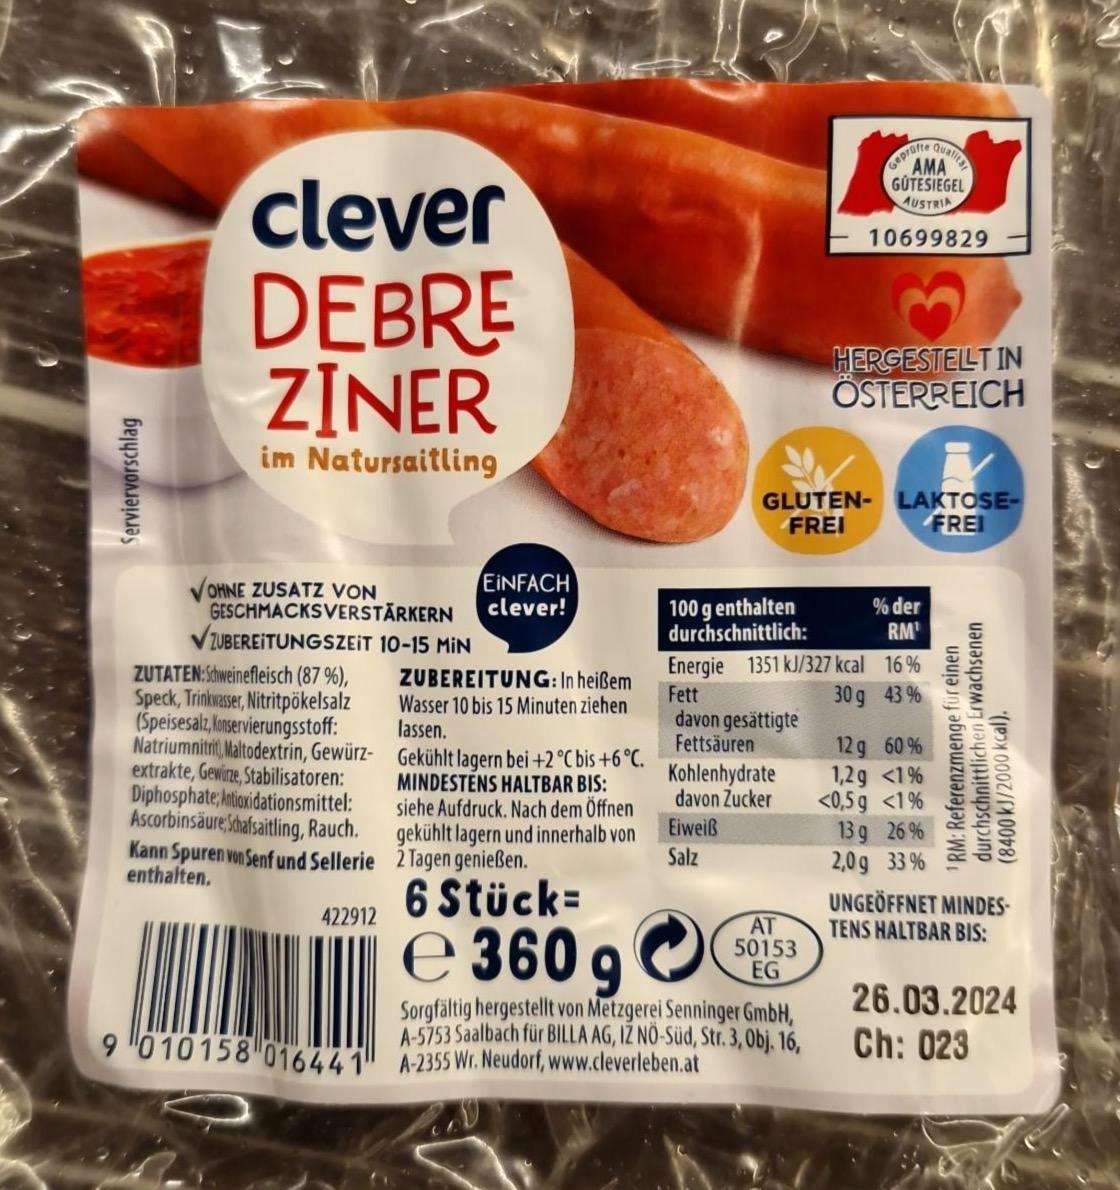 clever
DEBRE
ZINER
im Natursaitling
Serviervorschlag
Geprüfte Qualität
AMA
GÜTESIEGEL
AUSTRIA
10699829
HERGESTELLT IN
ÖSTERREICH
GLUTEN-
FREI
LAKTOSE-
FREI
√OHNE ZUSATZ VON
GESCHMACKSVERSTÄRKERN
√ZUBEREITUNGSZEIT 10-15 MiN
EiNFACH
clever!
ZUTATEN: Schweinefleisch (87 %),
Speck, Trinkwasser, Nitritpökelsalz
(Speisesalz, Konservierungsstoff:
Natriumnitrit), Maltodextrin, Gewürz-
extrakte, Gewürze, Stabilisatoren:
Diphosphate; Antioxidationsmittel:
Ascorbinsäure; Schafsaitling, Rauch.
Kann Spuren von Senf und Sellerie
enthalten.
422912
9 010158 016441
ZUBEREITUNG: In heißem
Wasser 10 bis 15 Minuten ziehen
lassen.
Gekühlt lagern bei +2 °C bis +6 °C.
MINDESTENS HALTBAR BIS:
siehe Aufdruck. Nach dem Öffnen
gekühlt lagern und innerhalb von
2 Tagen genießen.
6 Stück=
e 360 g
AT
50153
EG
Sorgfältig hergestellt von Metzgerei Senninger GmbH,
A-5753 Saalbach für BILLA AG, IZ NÖ-Süd, Str. 3, Obj. 16,
A-2355 Wr. Neudorf, www.cleverleben.at
100 g enthalten % der
durchschnittlich: RM¹
Energie 1351 kJ/327 kcal 16 %
Fett 30 g 43 %
davon gesättigte
Fettsäuren 12 g 60 %
Kohlenhydrate 1,2 g <1 %
davon Zucker <0,5 g <1 %
Eiweiß 13 g 26 %
Salz 2,0 g 33 %
1 RM: Referenzmenge für einen
durchschnittlichen Erwachsenen
(8400 kJ/2000 kcal).
UNGEÖFFNET MINDES-
TENS HALTBAR BIS:
26.03.2024
Ch: 023